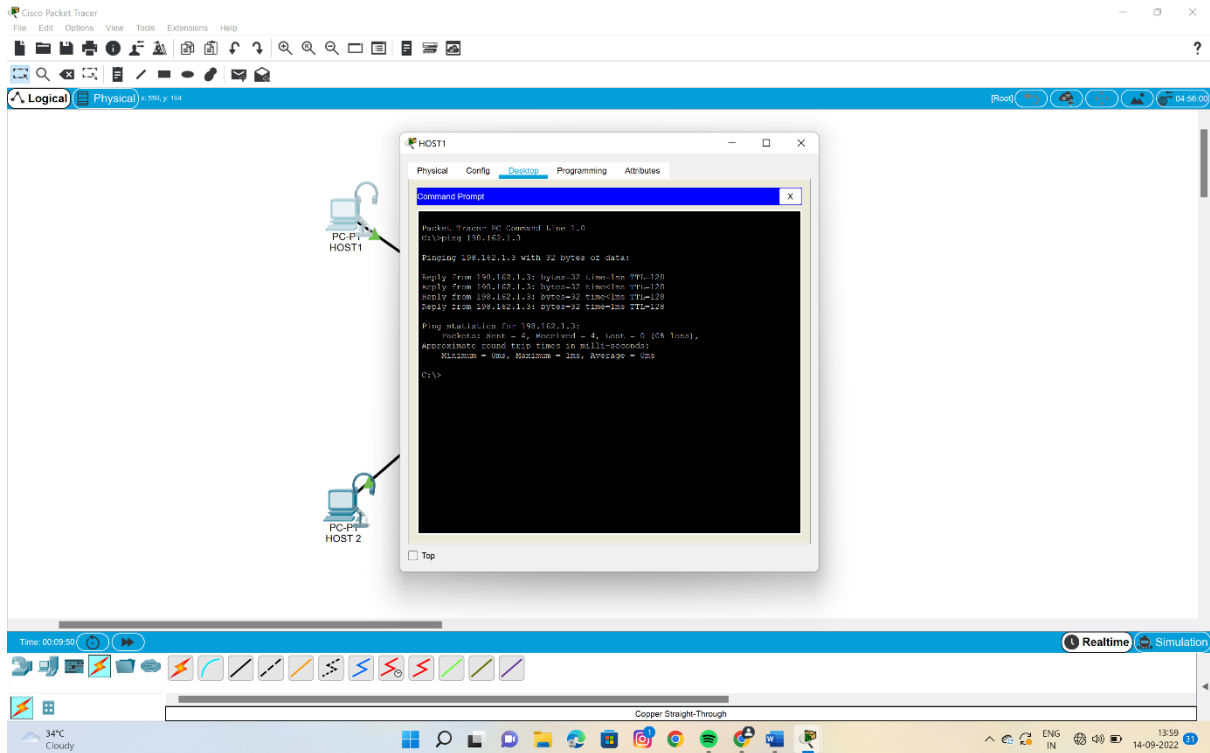 Cisco Packet Tracer
File Edit Options View Tools Extensions Help
?
Logical
Physical
x: 559, y: 184
[Root]
04:56:00
HOST1
Physical Config Desktop Programming Attributes
Command Prompt
X
Packet Tracer PC Command Line 1.0
C:\>ping 198.162.1.3
Pinging 198.162.1.3 with 32 bytes of data:
Reply from 198.162.1.3: bytes=32 time=1ms TTL=128
Reply from 198.162.1.3: bytes=32 time<1ms TTL=128
Reply from 198.162.1.3: bytes=32 time<1ms TTL=128
Reply from 198.162.1.3: bytes=32 time=1ms TTL=128
Ping statistics for 198.162.1.3:
Packets: Sent = 4, Received = 4, Lost = 0 (0% loss),
Approximate round trip times in milli-seconds:
Minimum = 0ms, Maximum = 1ms, Average = 0ms
C:\>
Top
PC-PT
HOST1
PC-PT
HOST 2
Time: 00:09:50
Realtime
Simulation
Copper Straight-Through
34°C
Cloudy
ENG
IN
13:59
14-09-2022
31